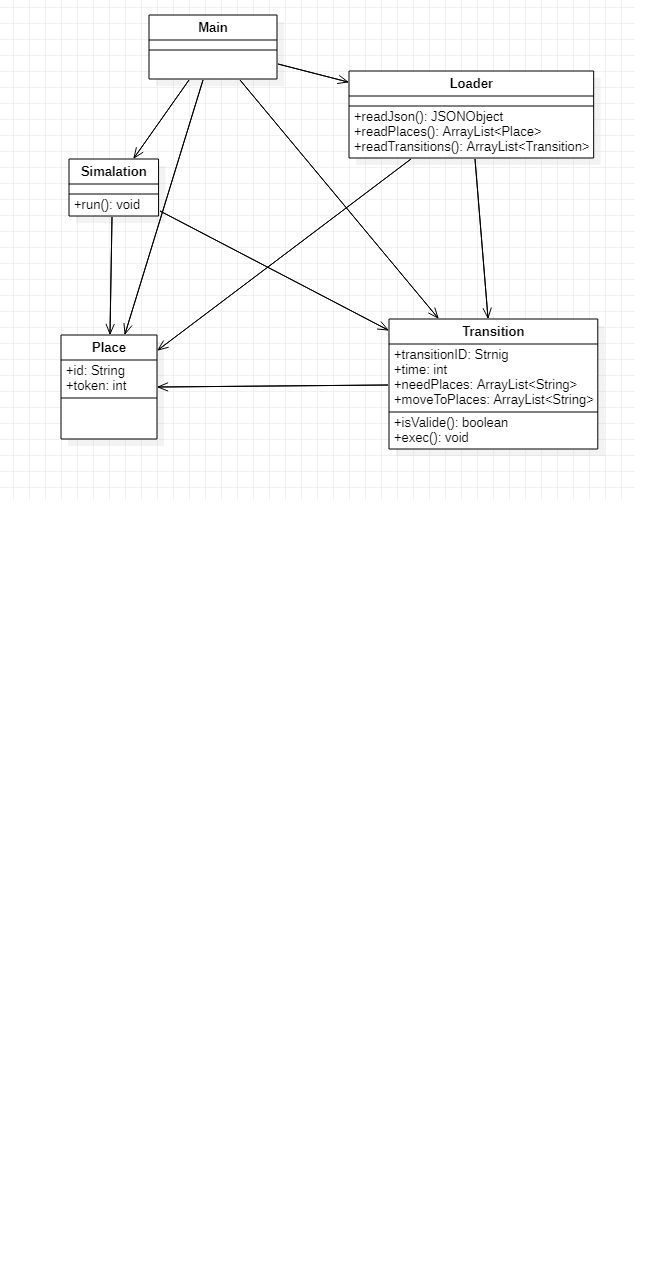 Main
Loader
+readJson(): JSONObject
+readPlaces(): ArrayList<Place>
+readTransitions(): ArrayList<Transition>
Simalation
+run(): void
Place
+id: String
+token: int
Transition
+transitionID: Strnig
+time: int
+needPlaces: ArrayList<String>
+moveToPlaces: ArrayList<String>
+isValide(): boolean
+exec(): void